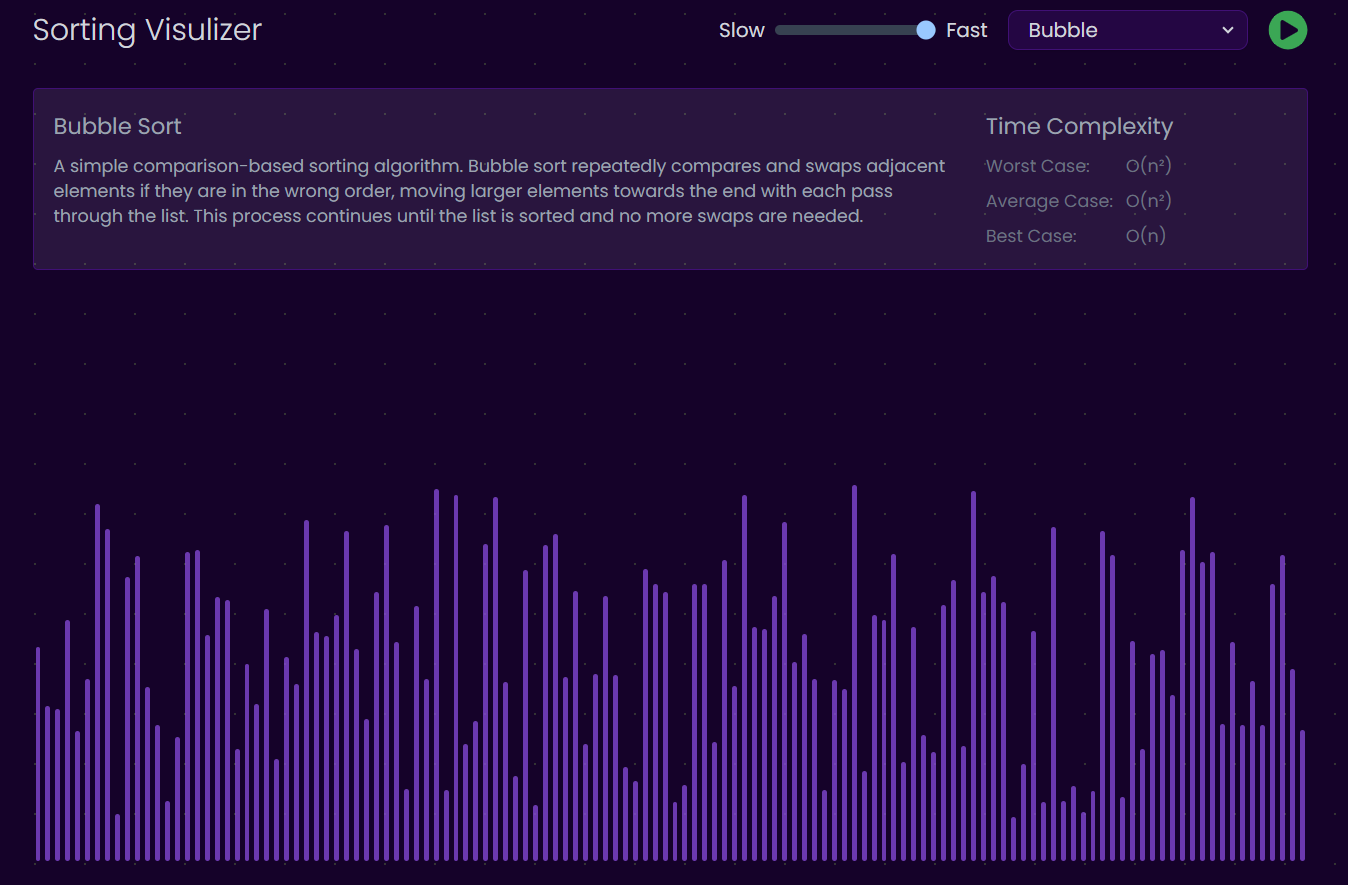 Sorting Visulizer
Slow
Fast
Bubble
Bubble Sort
A simple comparison-based sorting algorithm. Bubble sort repeatedly compares and swaps adjacent
elements if they are in the wrong order, moving larger elements towards the end with each pass
through the list. This process continues until the list is sorted and no more swaps are needed.
Time Complexity
Worst Case: O(n²)
Average Case: O(n²)
Best Case: O(n)